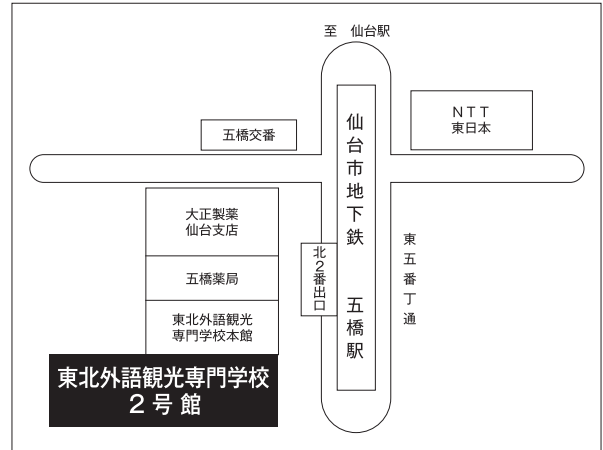 至　仙台駅
NTT
東日本
五橋交番
仙台市地下鉄　五橋駅
大正製薬
仙台支店
北2番出口
東五番丁通
五橋薬局
東北外語観光
専門学校本館
東北外語観光専門学校
2号館